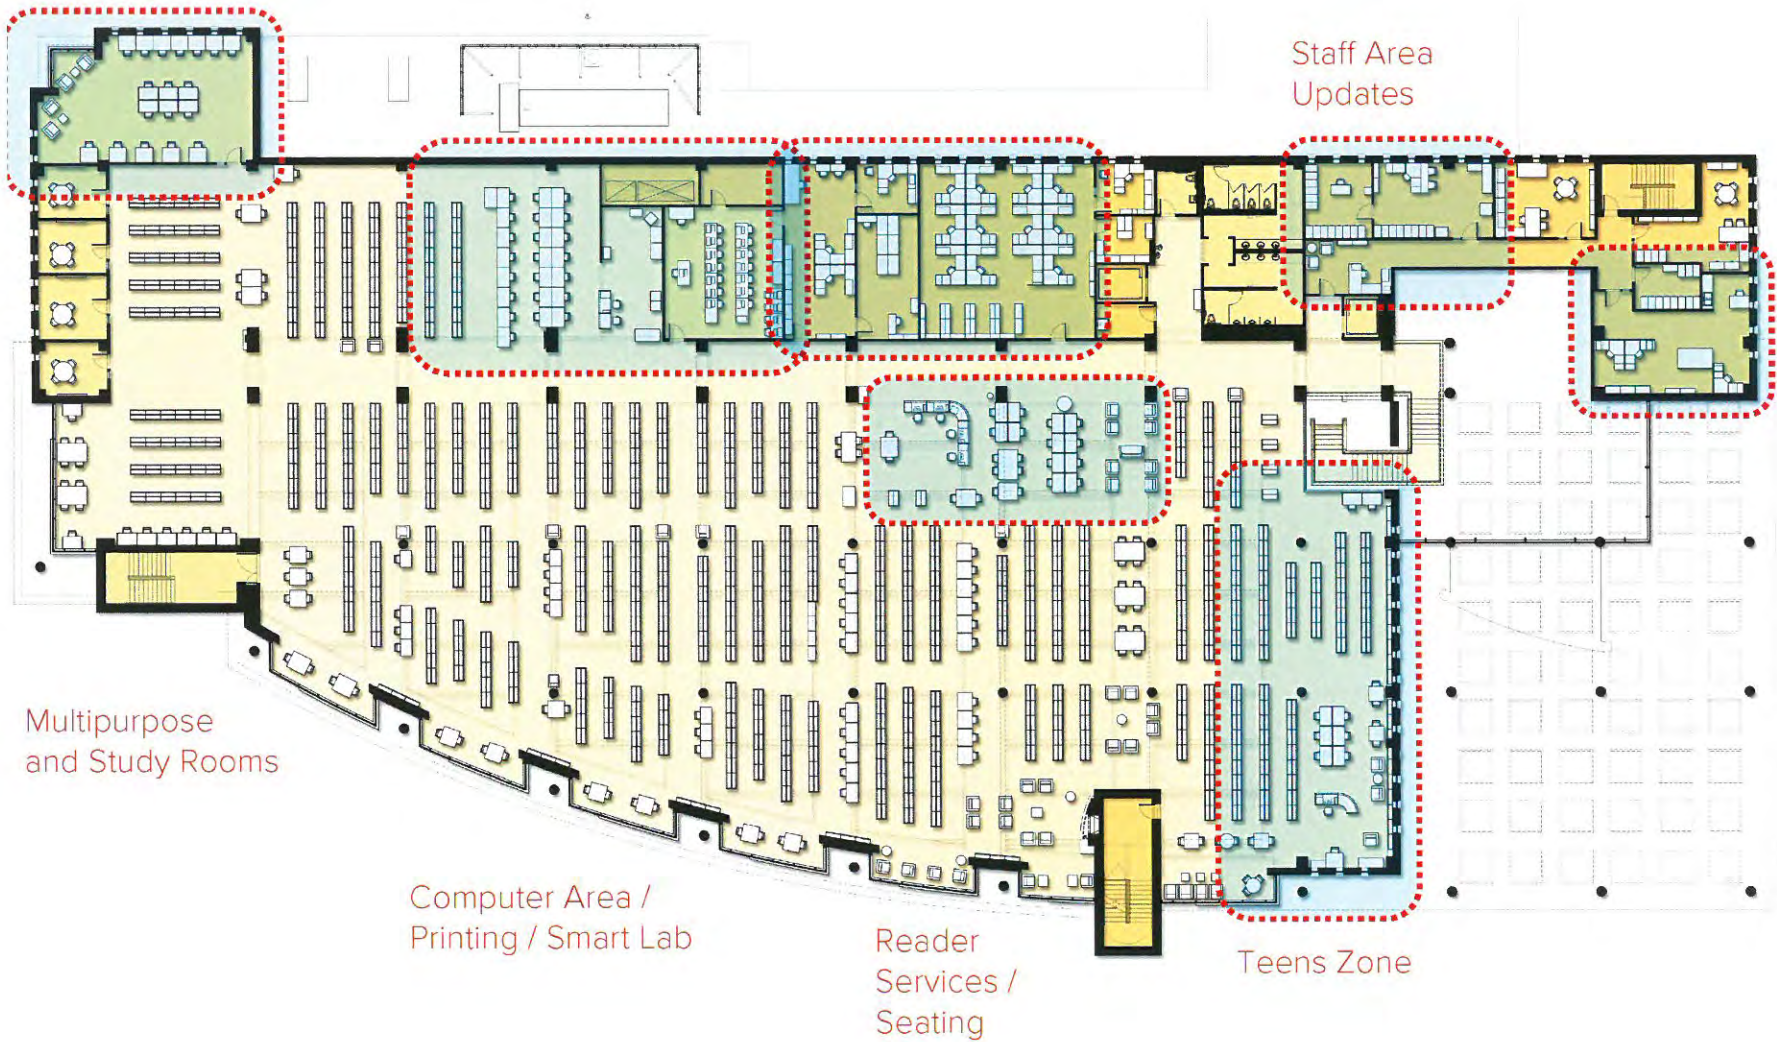 Staff Area
Updates
Multipurpose
and Study Rooms
Computer Area /
Printing / Smart Lab
Reader
Services /
Seating
Teens Zone